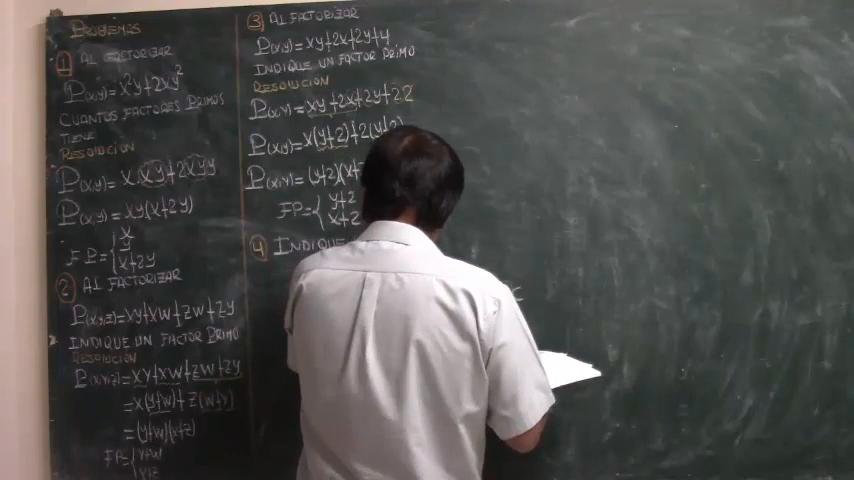 PROBLEMAS
1 AL FACTORIZAR
P(x,y)=x²y+2xy²
CUANTOS FACTORES PRIMOS
TIENE
RESOLUCION
P(x,y)=x.xy+2xyy
P(x,y)=xy(x+2y)
FP={x
y
x+2y
2 AL FACTORIZAR
P(x,y,z)=xy+xw+zw+zy
INDIQUE UN FACTOR PRIMO
RESOLUCION
P(x,y,z)=xy+xw+zw+zy
=x(y+w)+z(w+y)
=(y+w)(x+z)
FP={y+w
x+z
3 AL FACTORIZAR
P(x,y)=xy+2x+2y+4
INDIQUE UN FACTOR PRIMO
RESOLUCION
P(x,y)=xy+2x+2y+2.2
P(x,y)=x(y+2)+2(y+2)
P(x,y)=(y+2)(x+
FP={y+2
x+2
4 INDIQUE